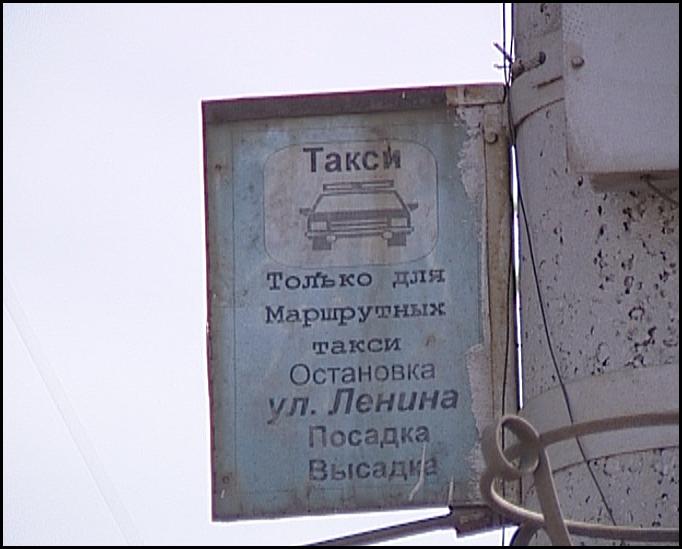 Такси
Только для
Маршрутных
такси
Остановка
ул. Ленина
Посадка
Высадка